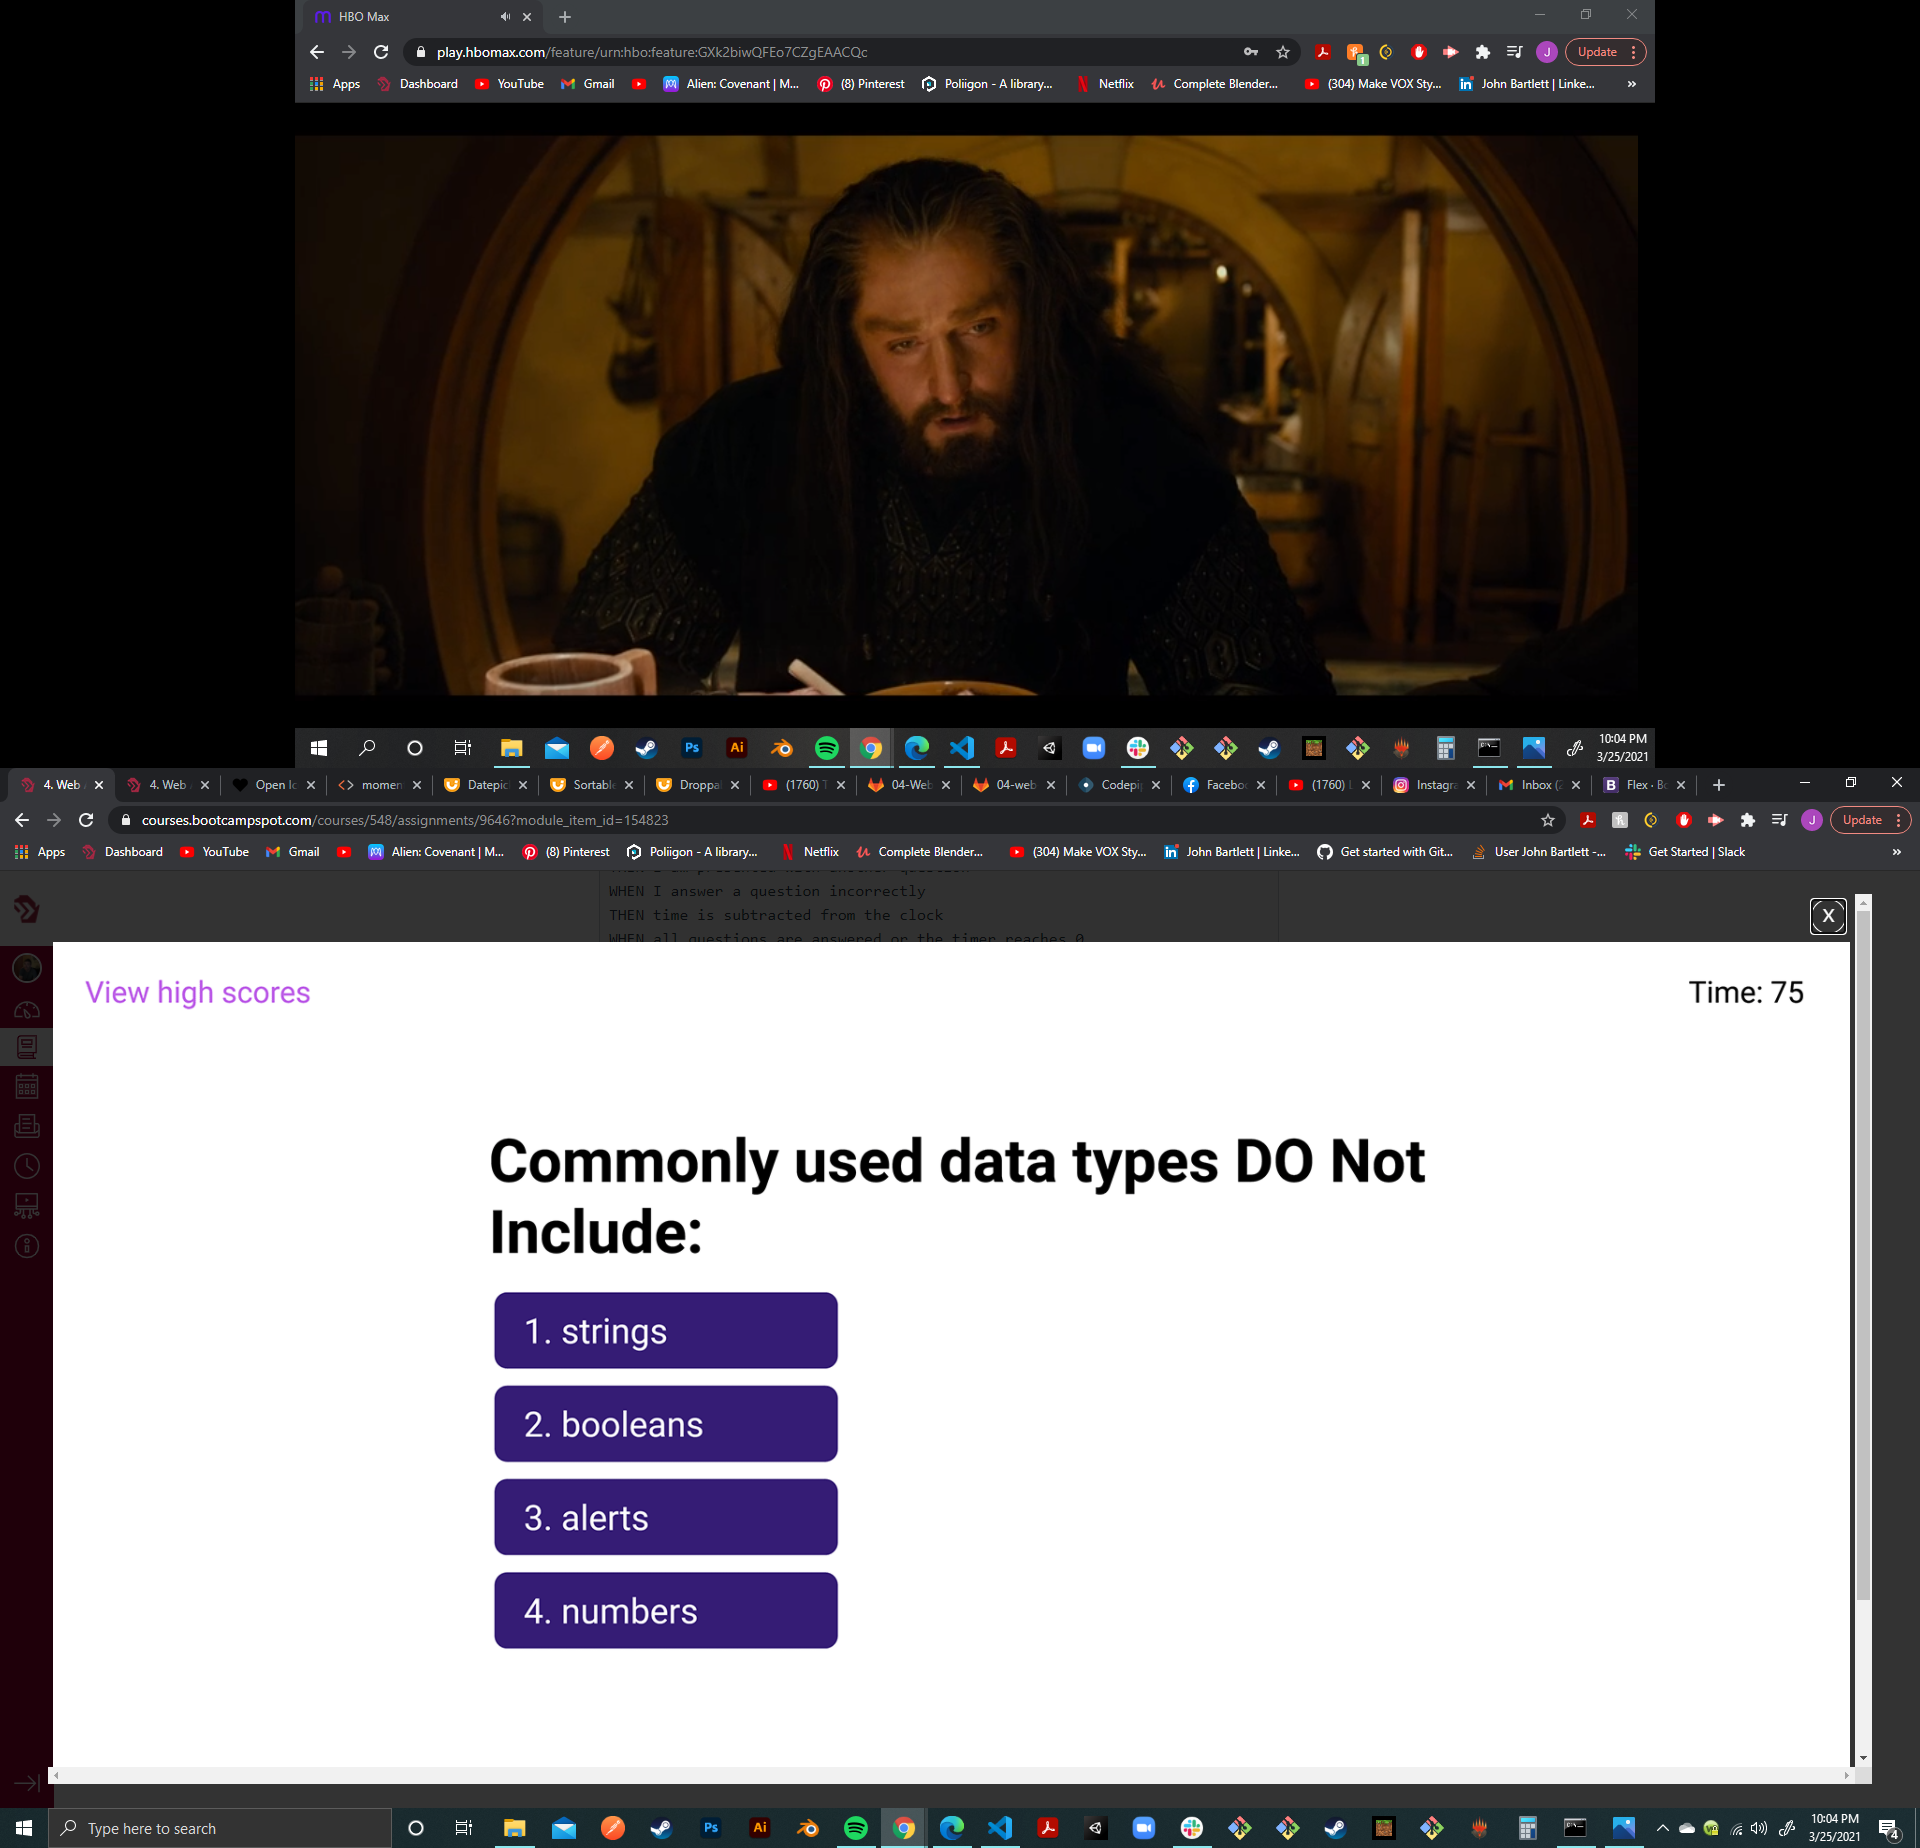 HBO Max
play.hbomax.com/feature/urn:hbo:feature:GXk2biwQFEo7CZgEAACQc
Update
Apps Dashboard YouTube Gmail Alien: Covenant | M... (8) Pinterest Poliigon - A library... Netflix Complete Blender... (304) Make VOX Sty... John Bartlett | Linke... »
10:04 PM
3/25/2021
4. Web 4. Web Open Ic momen Datepic Sortable Droppa (1760) T 04-Web 04-web Codepi Faceboo (1760) L Instagra Inbox (2 Flex · Bo
courses.bootcampspot.com/courses/548/assignments/9646?module_item_id=154823
Update
Apps Dashboard YouTube Gmail Alien: Covenant | M... (8) Pinterest Poliigon - A library... Netflix Complete Blender... (304) Make VOX Sty... John Bartlett | Linke... Get started with Git... User John Bartlett -... Get Started | Slack »
WHEN I answer a question incorrectly
THEN time is subtracted from the clock
WHEN all questions are answered or the timer reaches 0
X
View high scores
Time: 75
Commonly used data types DO Not
Include:
1. strings
2. booleans
3. alerts
4. numbers
Type here to search
10:04 PM
3/25/2021